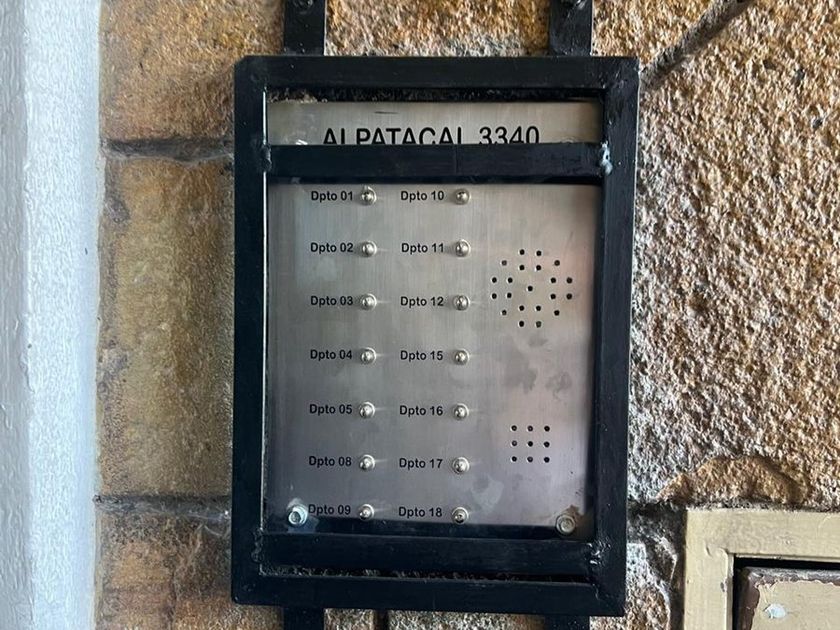 ALPATACAL 3340
Dpto 01 Dpto 10
Dpto 02 Dpto 11
Dpto 03 Dpto 12
Dpto 04 Dpto 15
Dpto 05 Dpto 16
Dpto 08 Dpto 17
Dpto 09 Dpto 18